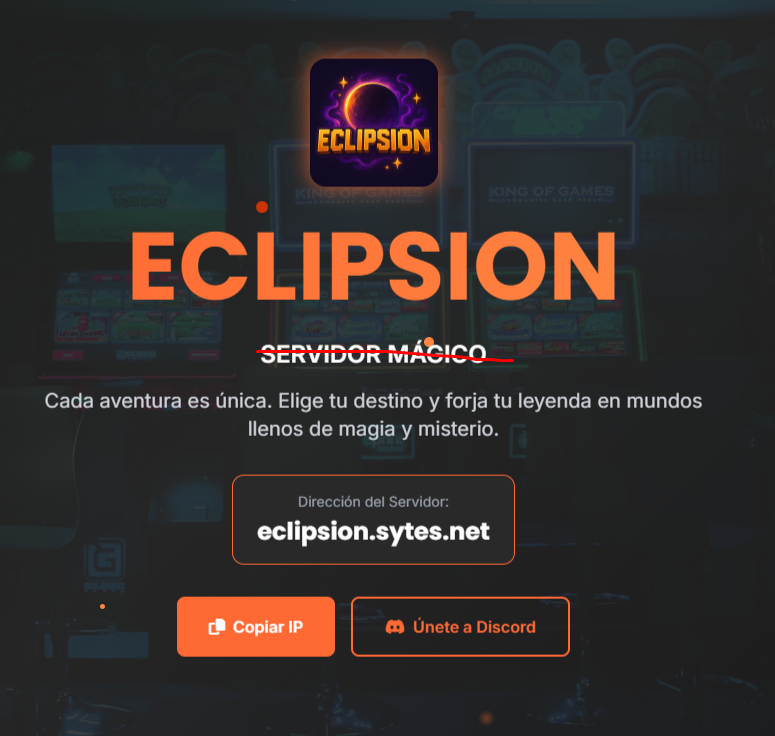 ECLIPSION
KING OF GAMES
KING OF GAMES
ECLIPSION
SERVIDOR MÁGICO
Cada aventura es única. Elige tu destino y forja tu leyenda en mundos
llenos de magia y misterio.
Dirección del Servidor:
eclipsion.sytes.net
Copiar IP
Únete a Discord